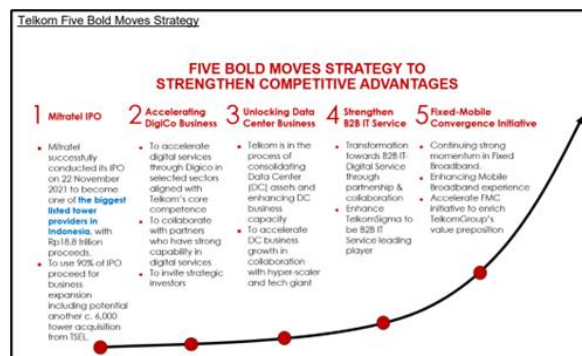 Telkom Five Bold Moves Strategy
FIVE BOLD MOVES STRATEGY TO
STRENGTHEN COMPETITIVE ADVANTAGES
1 Mitratel IPO
Mitratel
successfully
conducted its IPO
on 22 November
2021 to become
one of the biggest
listed tower
providers in
Indonesia, with
Rp18.8 trillion
proceeds.
To use 90% of IPO
proceed for
business
expansion
including potential
another c. 6,000
tower acquisition
from TSEL.
2 Accelerating
DigiCo Business
To accelerate
digital services
through Digico in
selected sectors
aligned with
Telkom's core
competence
To collaborate
with partners
who have strong
capability in
digital services
To invite strategic
investors
3 Unlocking Data
Center Business
Telkom is in the
process of
consolidating
Data Center
(DC) assets and
enhancing DC
business
capacity
To accelerate
DC business
growth in
collaboration
with hyper-scaler
and tech giant
4 Strengthen
B2B IT Service
Transformation
towards B2B IT-
Digital Service
through
partnership &
collaboration
Enhance
TelkomSigma to
be B2B IT
Service leading
player
5 Fixed-Mobile
Convergence Initiative
Continuing strong
momentum in Fixed
Broadband.
Enhancing Mobile
Broadband experience
Accelerate FMC
initiative to enrich
TelkomGroup's
value preposition